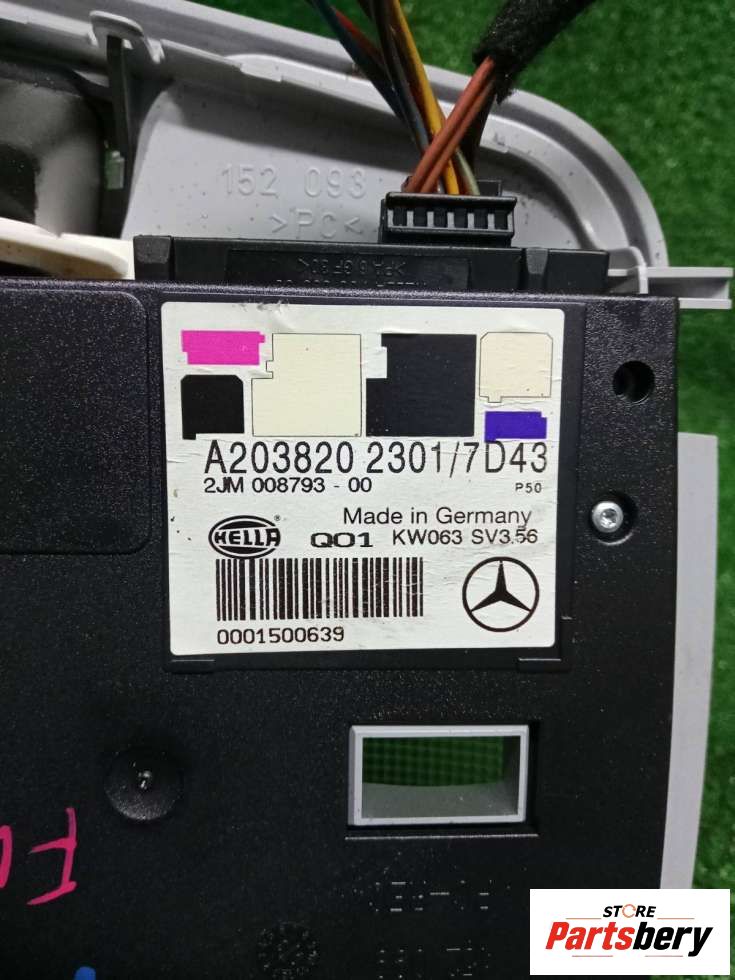 152 093
>PC<
A203820 2301/7D43
2JM 008793 - 00
P50
Made in Germany
HELLA ® Q01 KW063 SV3.56
0001500639
STORE
Partsbery